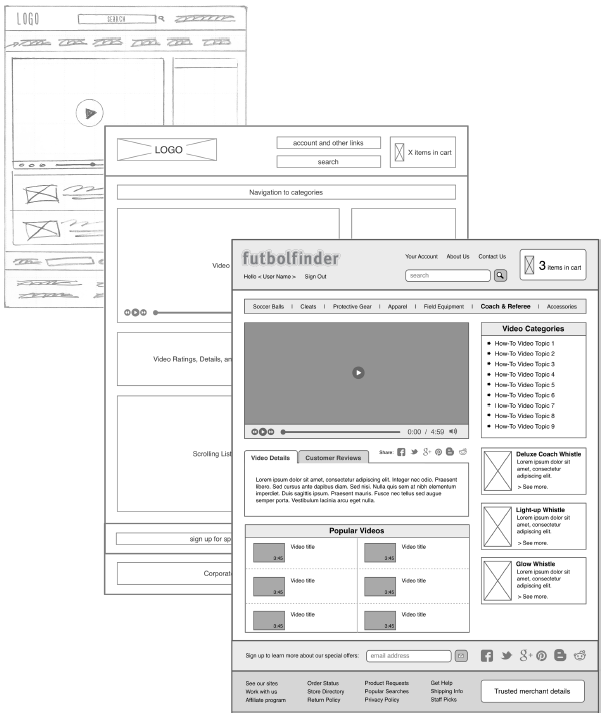 LOGO
SEARCH
LOGO
account and other links
search
X items in cart
Navigation to categories
Video
Video Ratings, Details, an
Scrolling List
sign up for sp
Corporat
futbolfinder
Your Account About Us Contact Us
Hello < User Name > Sign Out
search
3 items in cart
Soccer Balls | Cleats | Protective Gear | Apparel | Field Equipment | Coach & Referee | Accessories
0:00 / 4:59
Video Categories
How-To Video Topic 1
How-To Video Topic 2
How-To Video Topic 3
How-To Video Topic 4
How-To Video Topic 5
How-To Video Topic 6
How-To Video Topic 7
How-To Video Topic 8
How-To Video Topic 9
Video Details Customer Reviews
Share:
Lorem ipsum dolor sit amet, consectetur adipiscing elit. Integer nec odio. Praesent
libero. Sed cursus ante dapibus diam. Sed nisi. Nulla quis sem at nibh elementum
imperdiet. Duis sagittis ipsum. Praesent mauris. Fusce nec tellus sed augue
semper porta. Vestibulum lacinia arcu eget nulla.
Deluxe Coach Whistle
Lorem ipsum dolor sit
amet, consectetur
adipiscing elit.
> See more.
Light-up Whistle
Lorem ipsum dolor sit
amet, consectetur
adipiscing elit.
> See more.
Glow Whistle
Lorem ipsum dolor sit
amet, consectetur
adipiscing elit.
> See more.
Popular Videos
Video title Video title
3:45 3:45
Video title Video title
3:45 3:45
Video title Video title
3:45 3:45
Sign up to learn more about our special offers:
email address
See our sites Order Status Product Requests Get Help
Work with us Store Directory Popular Searches Shipping Info
Affiliate program Return Policy Privacy Policy Staff Picks
Trusted merchant details